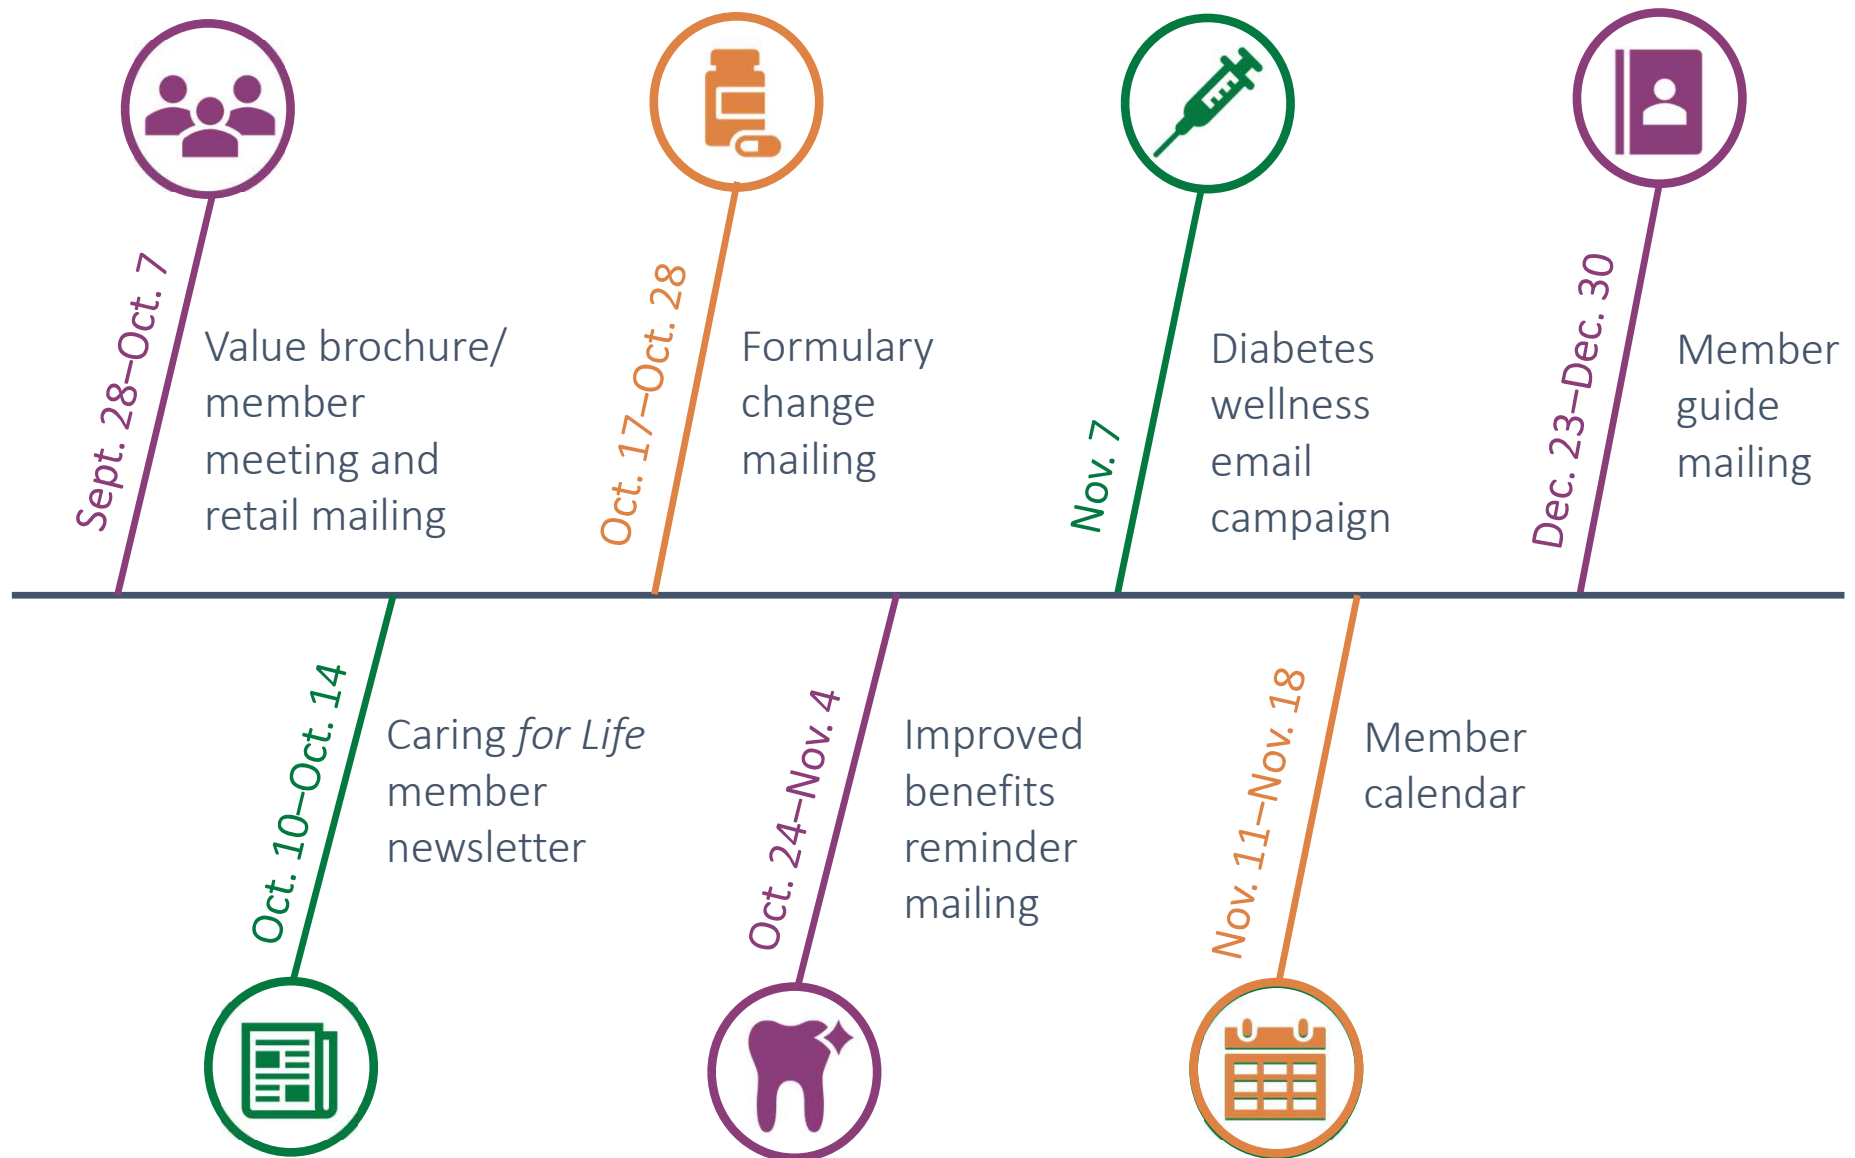 Sept. 28–Oct. 7
Value brochure/
member
meeting and
retail mailing
Oct. 10–Oct. 14
Caring for Life
member
newsletter
Oct. 17–Oct. 28
Formulary
change
mailing
Oct. 24–Nov. 4
Improved
benefits
reminder
mailing
Nov. 7
Diabetes
wellness
email
campaign
Nov. 11–Nov. 18
Member
calendar
Dec. 23–Dec. 30
Member
guide
mailing